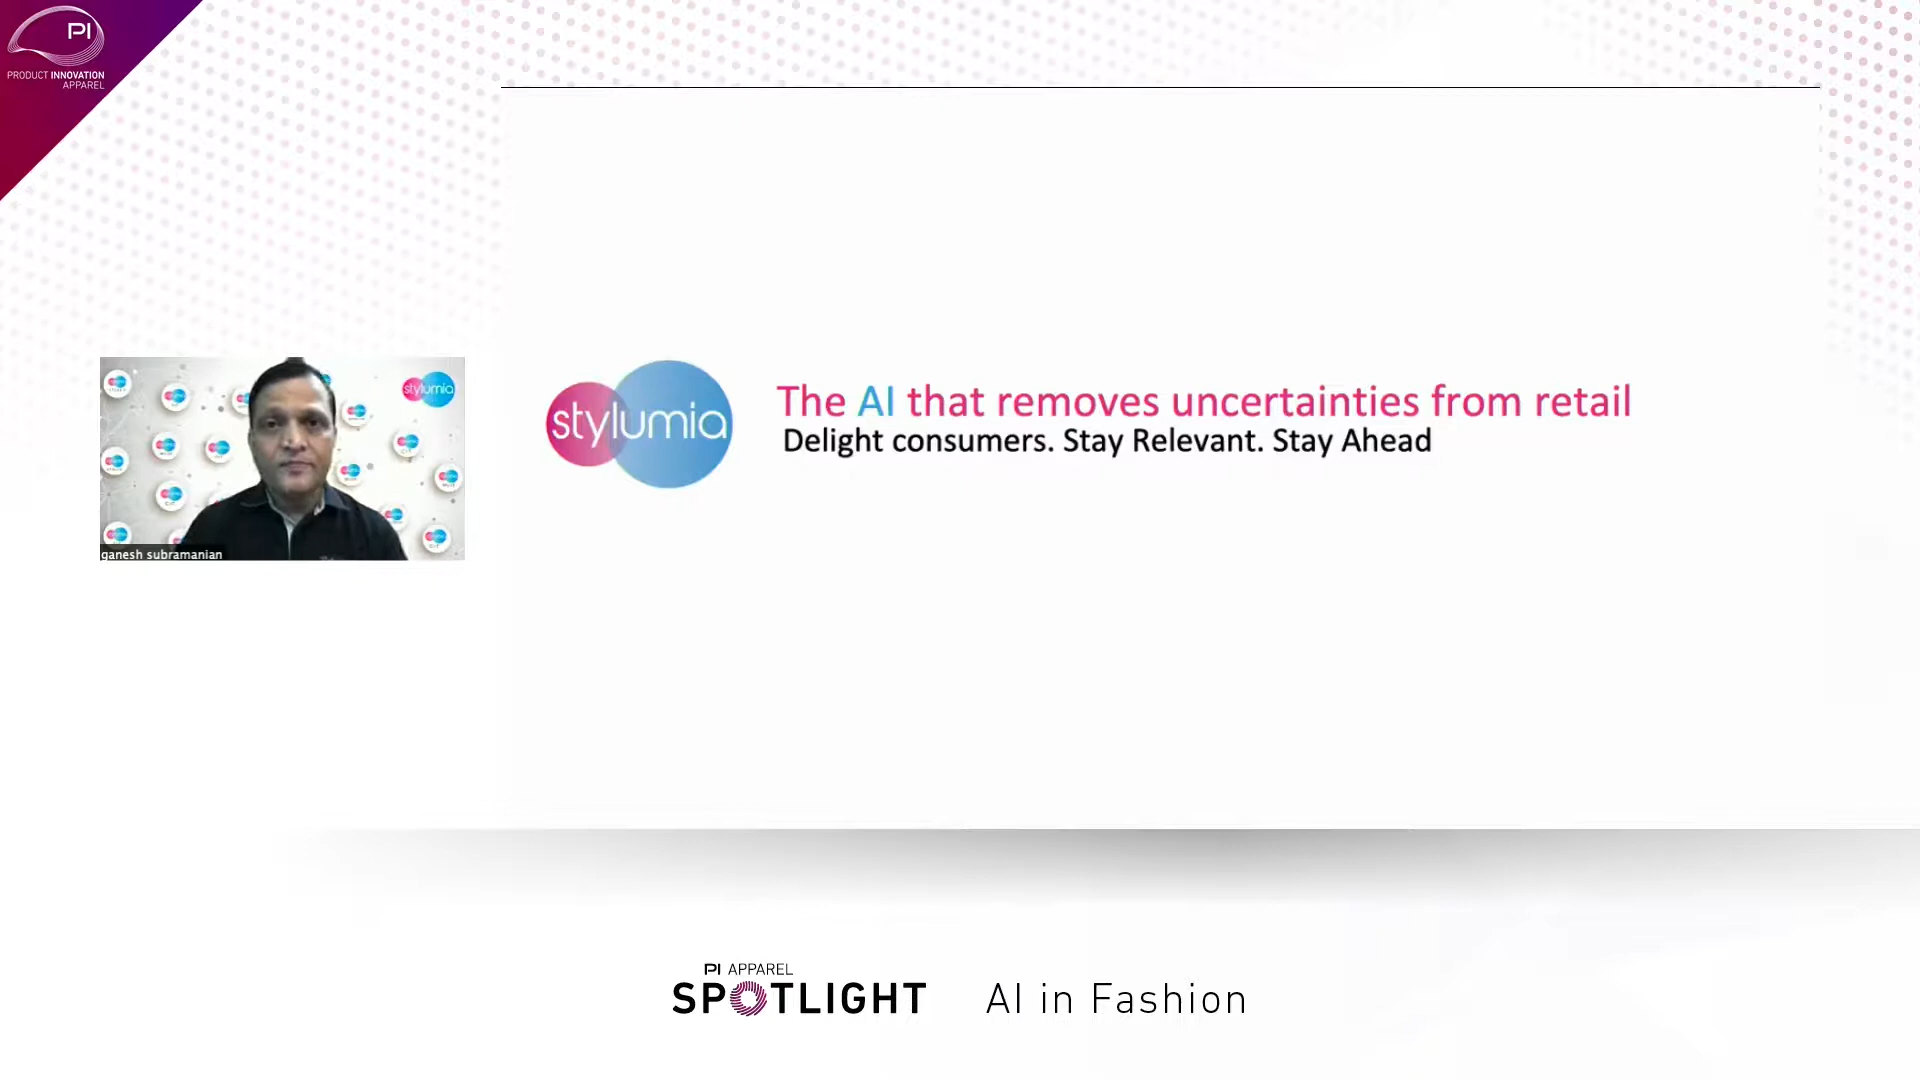 PI
PRODUCT INNOVATION
APPAREL
stylumia
The AI that removes uncertainties from retail
Delight consumers. Stay Relevant. Stay Ahead
stylumia
ganesh subramanian
PI APPAREL
SPOTLIGHT
AI in Fashion